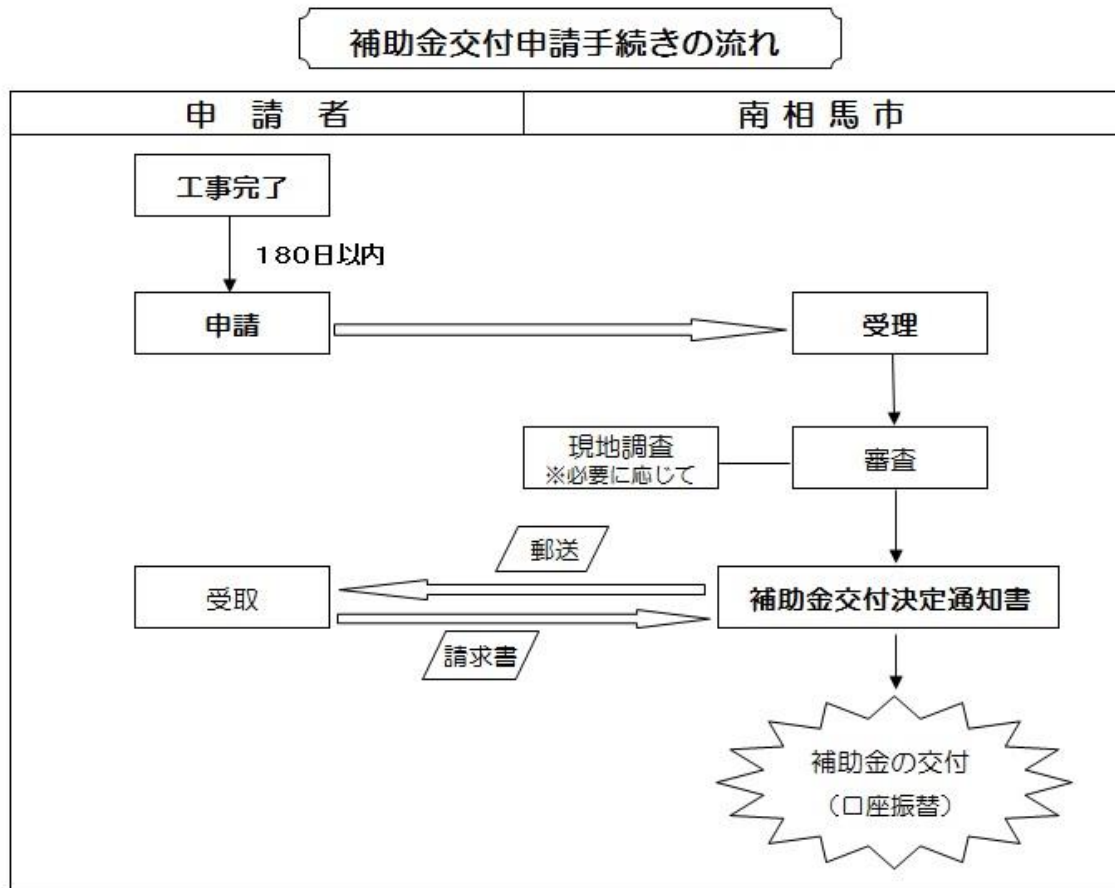 補助金交付申請手続きの流れ
申請者
南相馬市
工事完了
180日以内
申請
受理
現地調査
※必要に応じて
審査
郵送
受取
補助金交付決定通知書
請求書
補助金の交付
(口座振替)